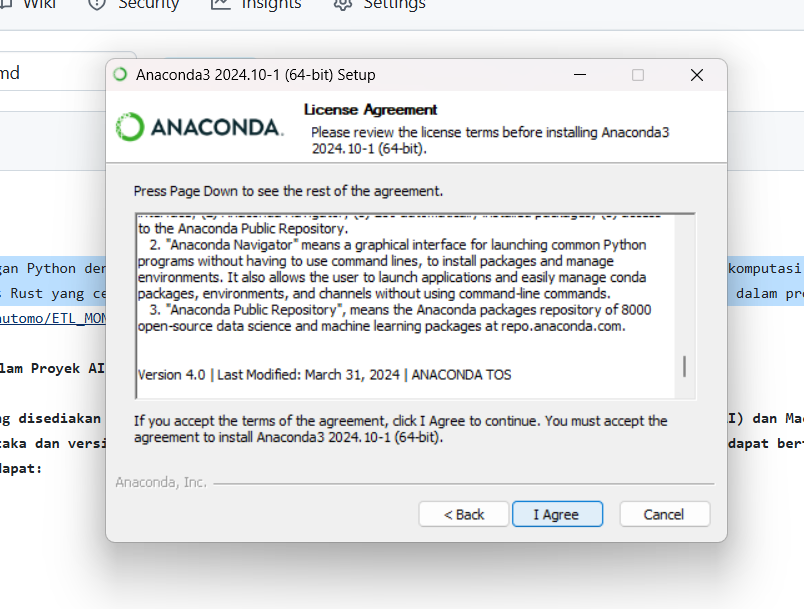 Wiki
Security
Insights
Settings
md
Anaconda3 2024.10-1 (64-bit) Setup
ANACONDA.
License Agreement
Please review the license terms before installing Anaconda3
2024.10-1 (64-bit).
Press Page Down to see the rest of the agreement.
to the Anaconda Public Repository.
2. "Anaconda Navigator" means a graphical interface for launching common Python
programs without having to use command lines, to install packages and manage
environments. It also allows the user to launch applications and easily manage conda
packages, environments, and channels without using command-line commands.
3. "Anaconda Public Repository", means the Anaconda packages repository of 8000
open-source data science and machine learning packages at repo.anaconda.com.
Version 4.0 | Last Modified: March 31, 2024 | ANACONDA TOS
If you accept the terms of the agreement, click I Agree to continue. You must accept the
agreement to install Anaconda3 2024.10-1 (64-bit).
Anaconda, Inc.
< Back
I Agree
Cancel
gan Python den
komputasi
s Rust yang ce
dalam pro
utomo/ETL_MON
lam Proyek AI
ng disediakan
I) dan Mac
taka dan versi
dapat bert
dapat: